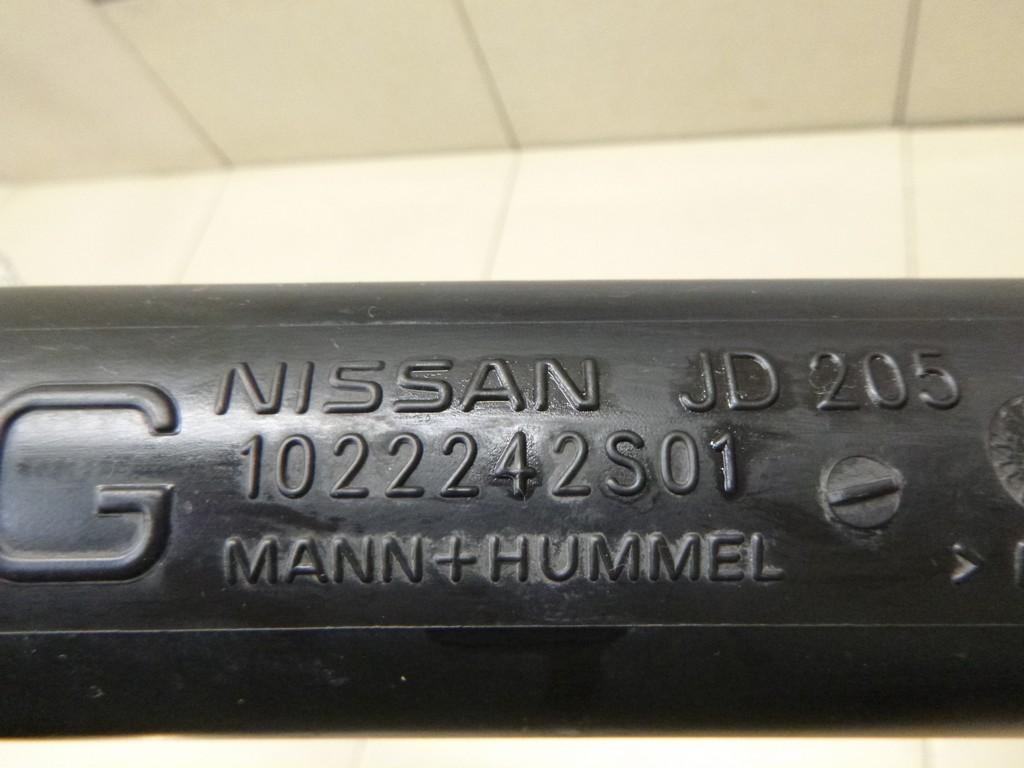 G
NISSAN JD 205
1022242S01
MANN+HUMMEL >